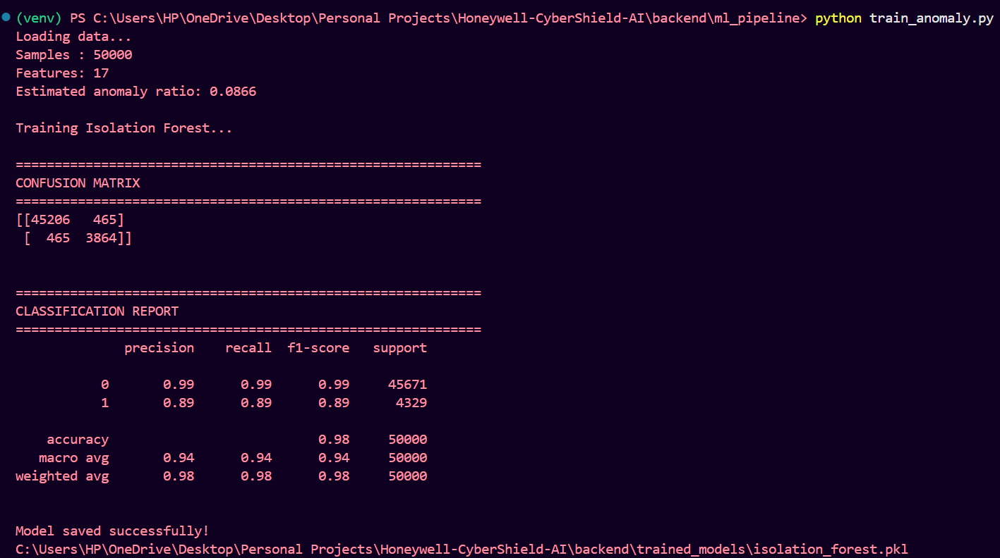 (venv) PS C:\Users\HP\OneDrive\Desktop\Personal Projects\Honeywell-CyberShield-AI\backend\ml_pipeline> python train_anomaly.py
Loading data...
Samples : 50000
Features: 17
Estimated anomaly ratio: 0.0866
Training Isolation Forest...
============================================================
CONFUSION MATRIX
============================================================
[[45206   465]
 [  465  3864]]
============================================================
CLASSIFICATION REPORT
============================================================
              precision    recall  f1-score   support
           0       0.99      0.99      0.99     45671
           1       0.89      0.89      0.89      4329
    accuracy                           0.98     50000
   macro avg       0.94      0.94      0.94     50000
weighted avg       0.98      0.98      0.98     50000
Model saved successfully!
C:\Users\HP\OneDrive\Desktop\Personal Projects\Honeywell-CyberShield-AI\backend\trained_models\isolation_forest.pkl